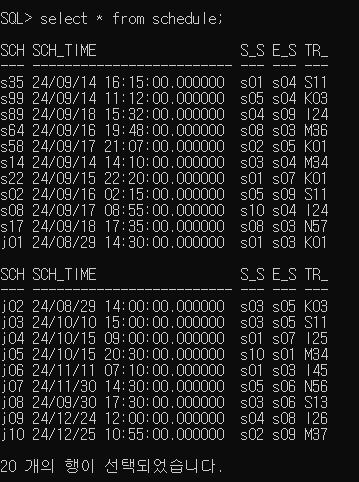 SQL> select * from schedule;
SCH SCH_TIME S_S E_S TR_
--- ---------------------------- --- --- ---
s35 24/09/14 16:15:00.000000 s01 s04 S11
s99 24/09/14 11:12:00.000000 s05 s04 K03
s89 24/09/18 15:32:00.000000 s04 s09 I24
s64 24/09/16 19:48:00.000000 s08 s03 M36
s58 24/09/17 21:07:00.000000 s02 s05 K01
s14 24/09/14 14:10:00.000000 s03 s04 M34
s22 24/09/15 22:20:00.000000 s01 s07 K01
s02 24/09/16 02:15:00.000000 s05 s09 S11
s08 24/09/17 08:55:00.000000 s10 s04 I24
s17 24/09/18 17:35:00.000000 s08 s03 N57
j01 24/08/29 14:30:00.000000 s01 s03 K01
SCH SCH_TIME S_S E_S TR_
--- ---------------------------- --- --- ---
j02 24/08/29 14:00:00.000000 s03 s05 K03
j03 24/10/10 15:00:00.000000 s03 s05 S11
j04 24/10/15 09:00:00.000000 s01 s07 I25
j05 24/10/15 20:30:00.000000 s10 s01 M34
j06 24/11/11 07:10:00.000000 s01 s03 I45
j07 24/11/30 14:30:00.000000 s05 s06 N56
j08 24/09/30 17:30:00.000000 s03 s06 S13
j09 24/12/24 12:00:00.000000 s04 s08 I26
j10 24/12/25 10:55:00.000000 s02 s09 M37
20 개의 행이 선택되었습니다.